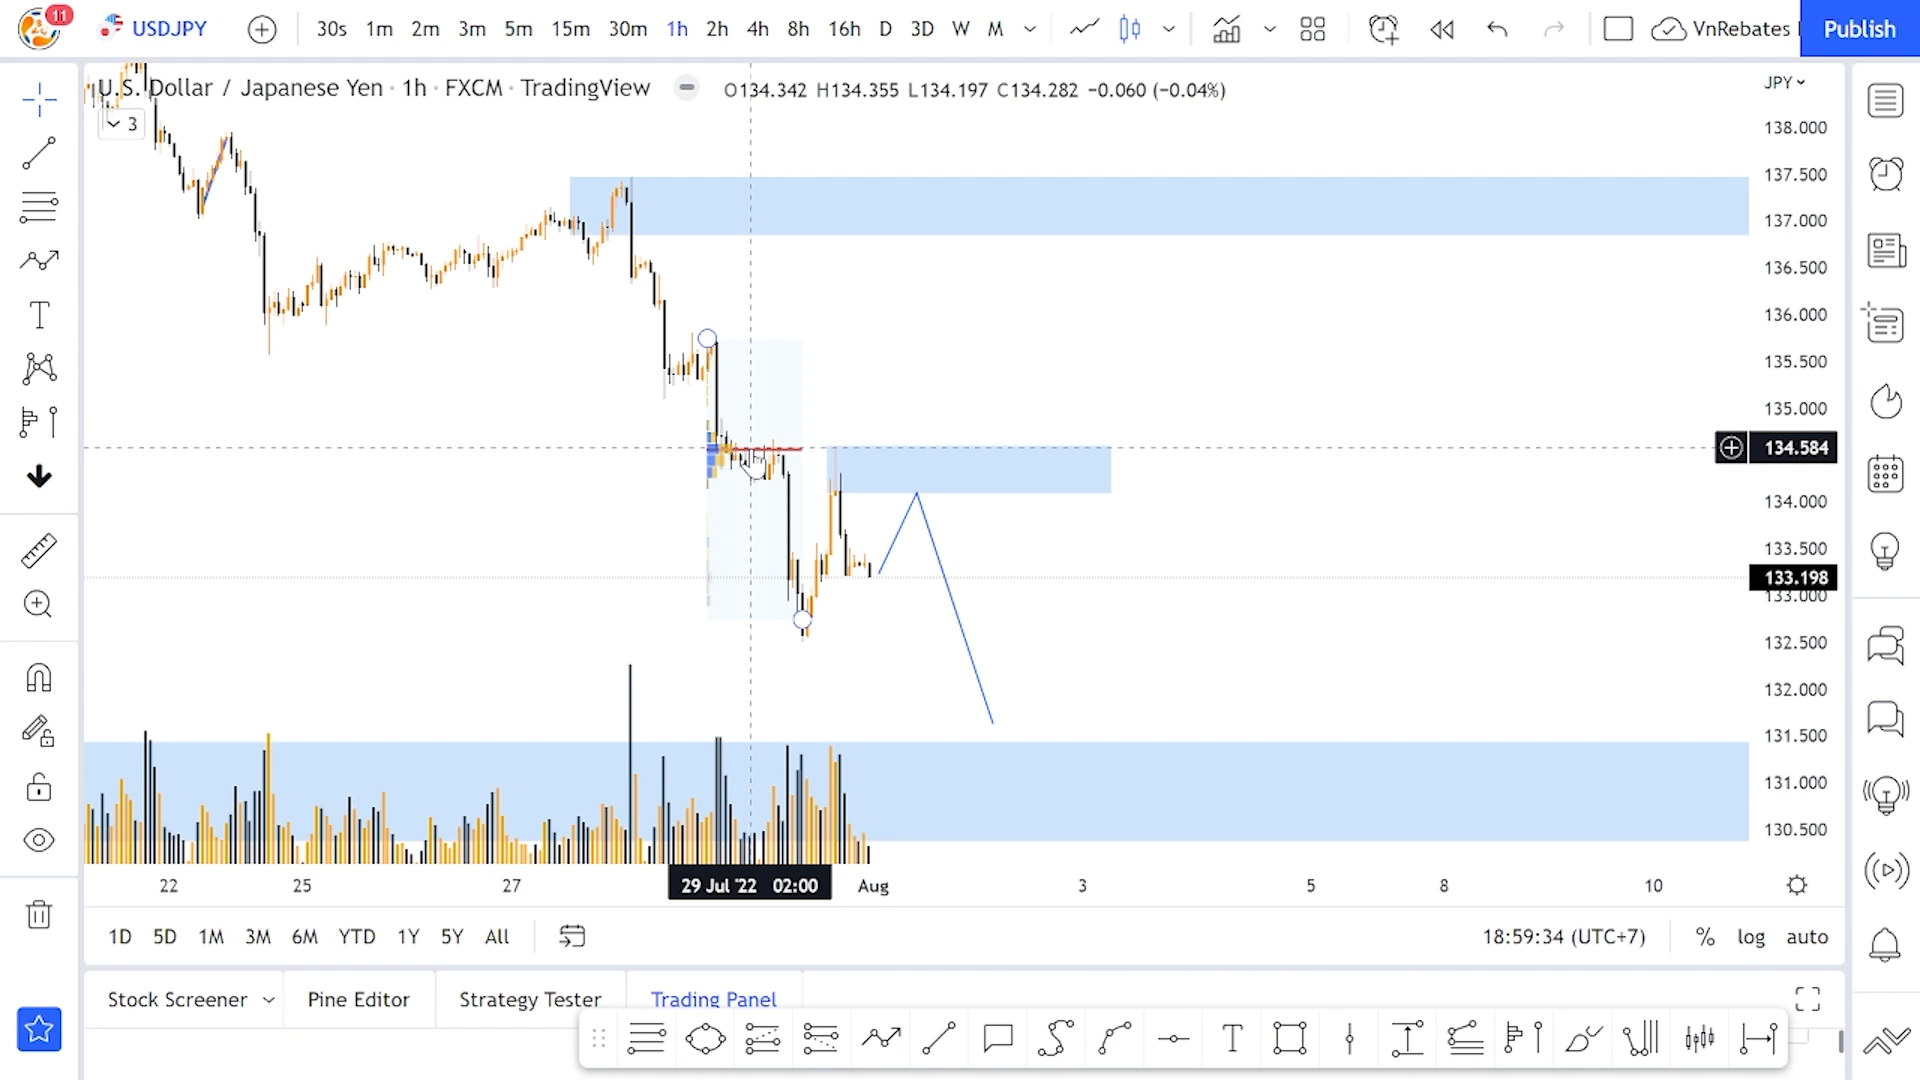 11
USDJPY
30s 1m 2m 3m 5m 15m 30m 1h 2h 4h 8h 16h D 3D W M
VnRebates
Publish
U.S. Dollar / Japanese Yen · 1h · FXCM · TradingView
O134.342 H134.355 L134.197 C134.282 −0.060 (−0.04%)
3
JPY
138.000
137.500
137.000
136.500
136.000
135.500
135.000
134.584
134.000
133.500
133.198
133.000
132.500
132.000
131.500
131.000
130.500
22 25 27 29 Jul '22 02:00 Aug 3 5 8 10
1D 5D 1M 3M 6M YTD 1Y 5Y All
18:59:34 (UTC+7) % log auto
Stock Screener Pine Editor Strategy Tester Trading Panel